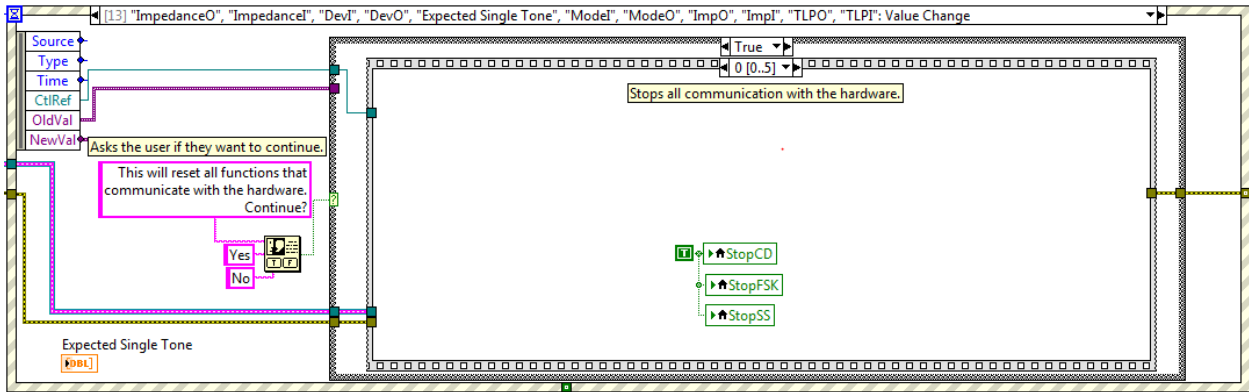 [13] "ImpedanceO", "ImpedanceI", "DevI", "DevO", "Expected Single Tone", "ModeI", "ModeO", "ImpO", "ImpI", "TLPO", "TLPI": Value Change
Source
Type
Time
CtlRef
OldVal
NewVal
True
0 [0..5]
Stops all communication with the hardware.
Asks the user if they want to continue.
This will reset all functions that
communicate with the hardware.
Continue?
?
Yes
No
T F
T
StopCD
StopFSK
StopSS
Expected Single Tone
DBL